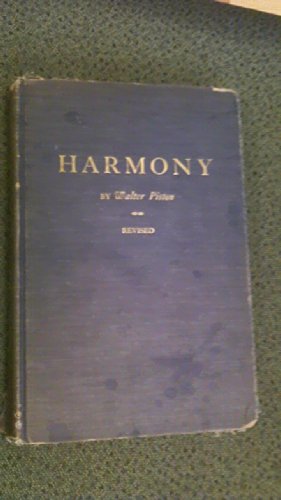 HARMONY
BY Walter Piston
REVISED